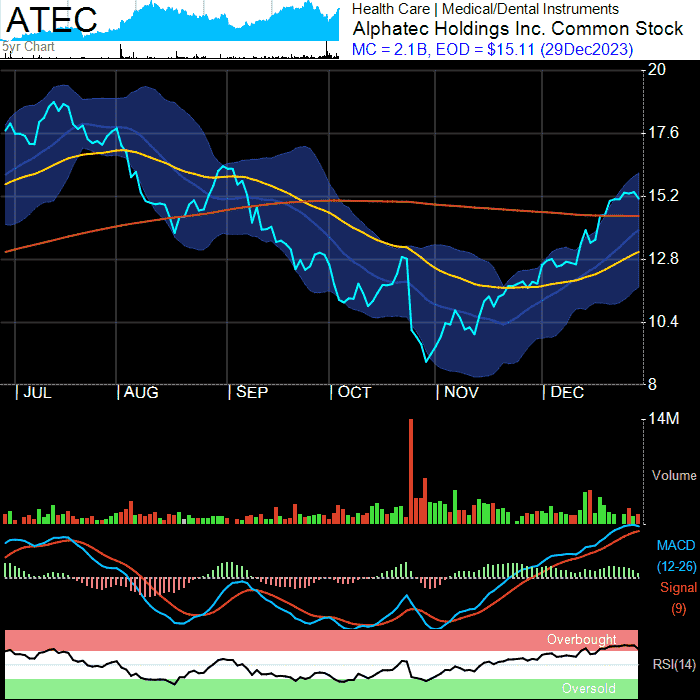 ATEC
5yr Chart
Health Care | Medical/Dental Instruments
Alphatec Holdings Inc. Common Stock
MC = 2.1B, EOD = $15.11 (29Dec2023)
20
17.6
15.2
12.8
10.4
8
| JUL | AUG | SEP | OCT | NOV | DEC
14M
Volume
MACD
(12-26)
Signal
(9)
Overbought
RSI(14)
Oversold